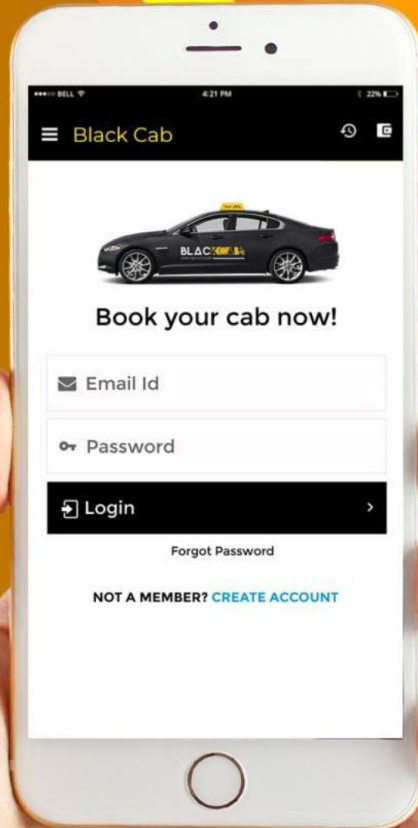 BELL 4:21 PM 22%
Black Cab
BLACKCAB
Book your cab now!
Email Id
Password
Login
Forgot Password
NOT A MEMBER? CREATE ACCOUNT